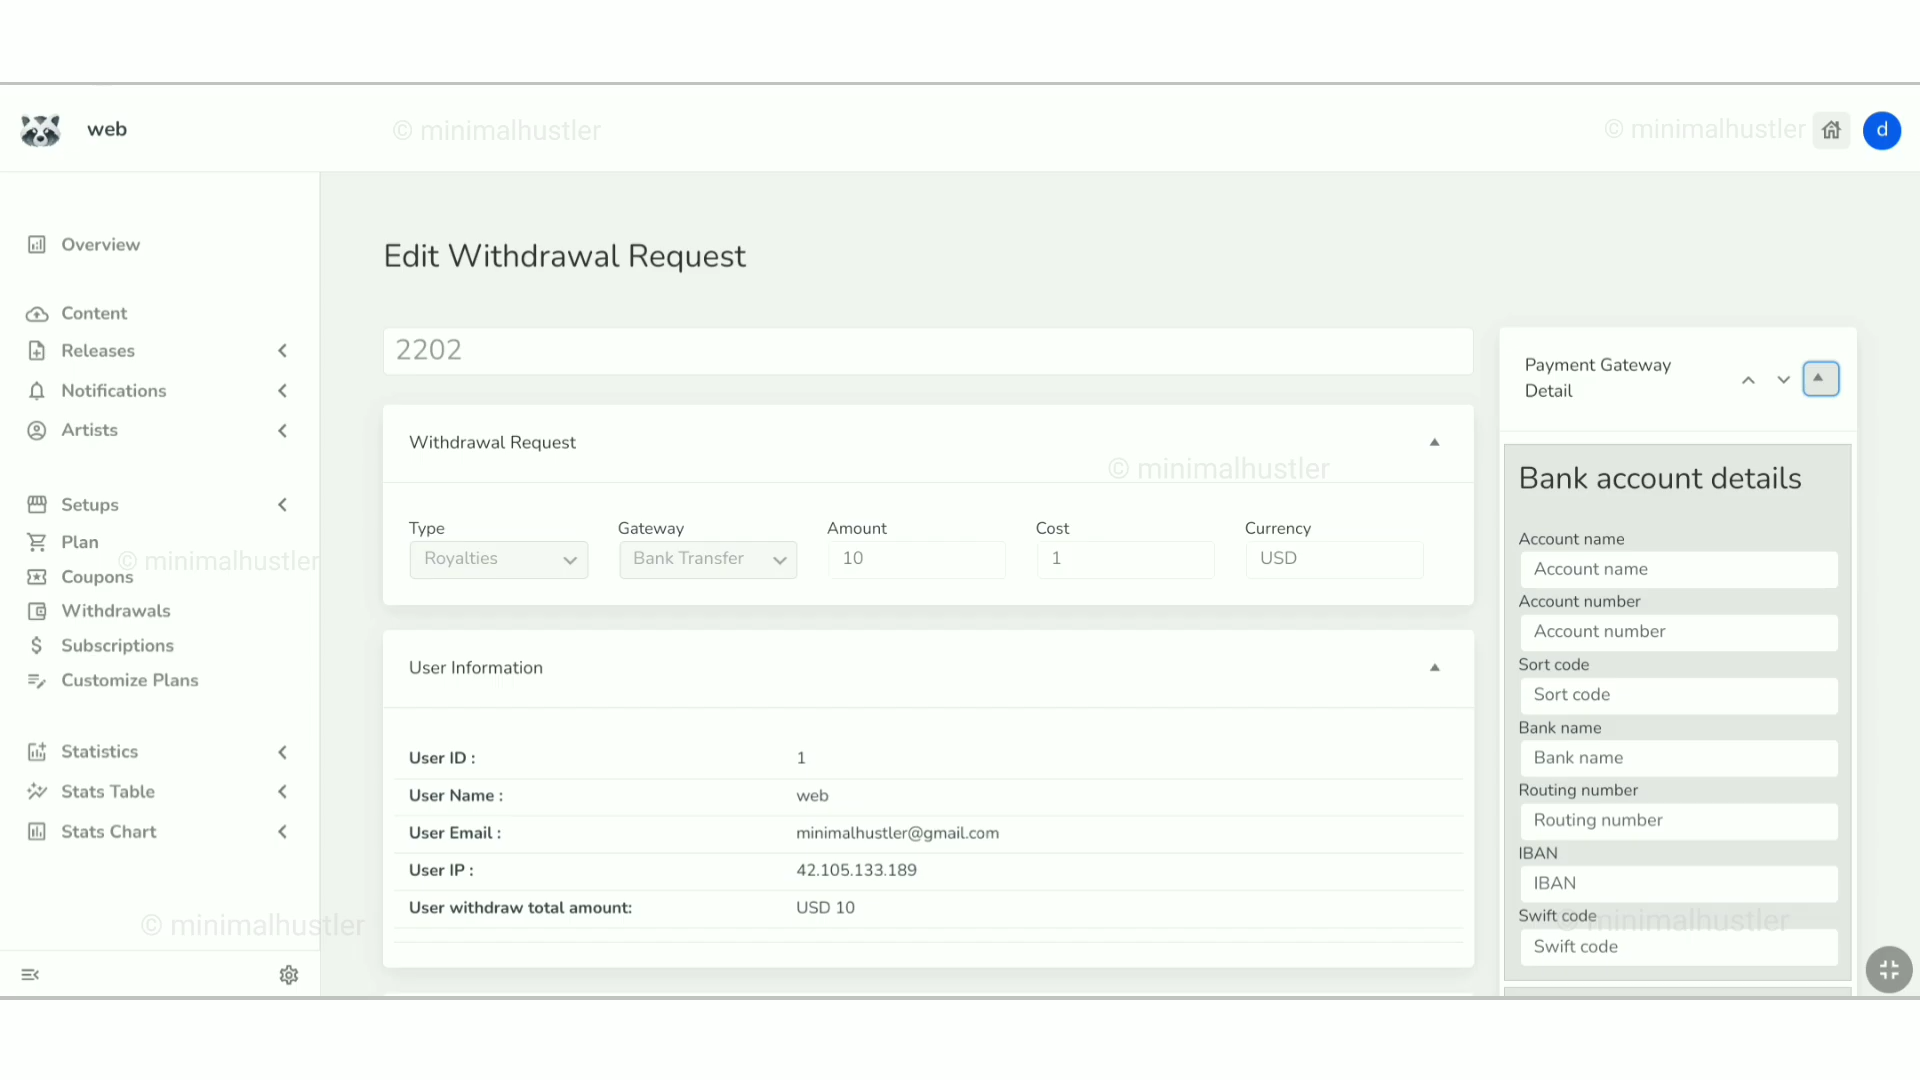 web
© minimalhustler
© minimalhustler
d
Overview
Content
Releases
Notifications
Artists
Setups
Plan
© minimalhustler
Coupons
Withdrawals
Subscriptions
Customize Plans
Statistics
Stats Table
Stats Chart
© minimalhustler
Edit Withdrawal Request
2202
Withdrawal Request
© minimalhustler
Type
Gateway
Amount
Cost
Currency
Royalties
Bank Transfer
10
1
USD
User Information
User ID :
1
User Name :
web
User Email :
minimalhustler@gmail.com
User IP :
42.105.133.189
User withdraw total amount:
USD 10
Payment Gateway
Detail
Bank account details
Account name
Account name
Account number
Account number
Sort code
Sort code
Bank name
Bank name
Routing number
Routing number
IBAN
IBAN
Swift code
© minimalhustler
Swift code